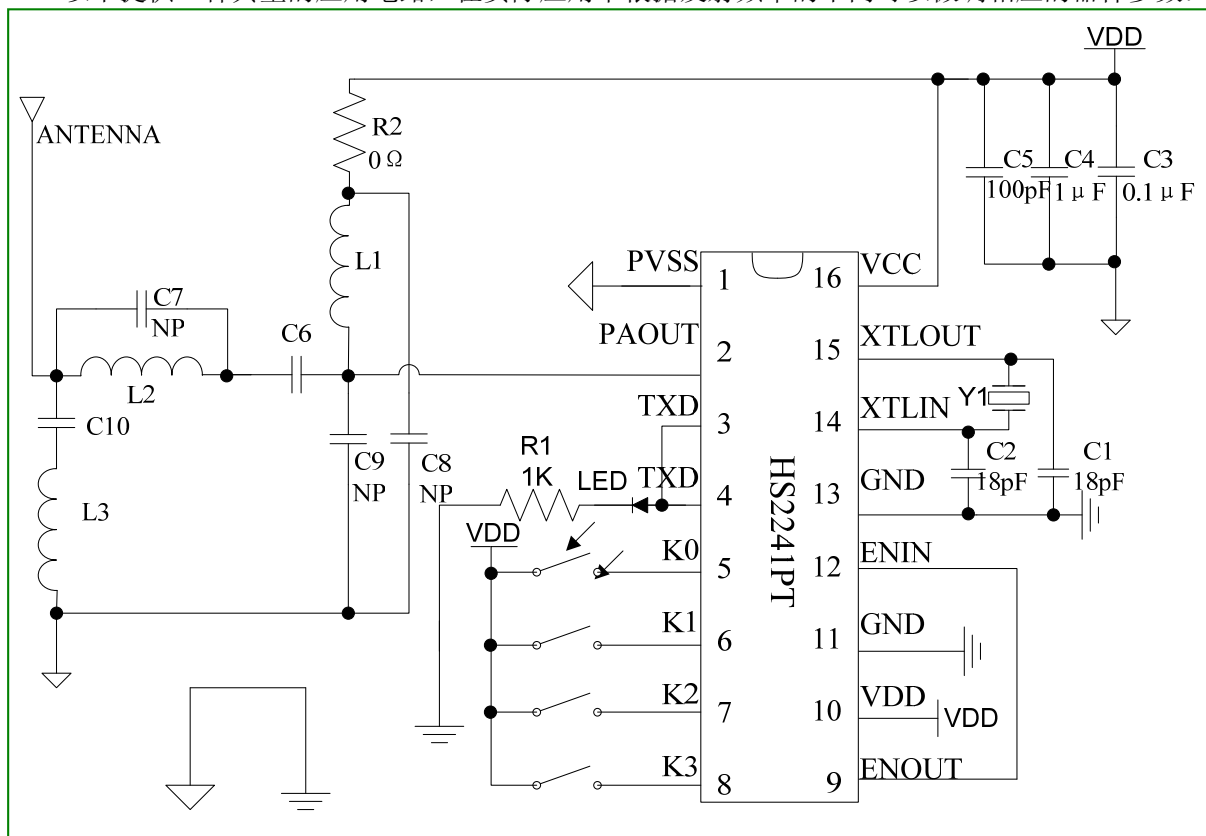 VDD
ANTENNA
R2
0Ω
C5
100pF
C4
1μF
C3
0.1μF
L1
C7
NP
C6
L2
C10
L3
C9
NP
C8
NP
PVSS
1
PAOUT
2
TXD
3
TXD
4
R1
1K
LED
VDD
K0
5
K1
6
K2
7
K3
8
HS2241PT
16
VCC
15
XTLOUT
Y1
14
XTLIN
C2
18pF
C1
18pF
13
GND
12
ENIN
11
GND
10
VDD
VDD
9
ENOUT